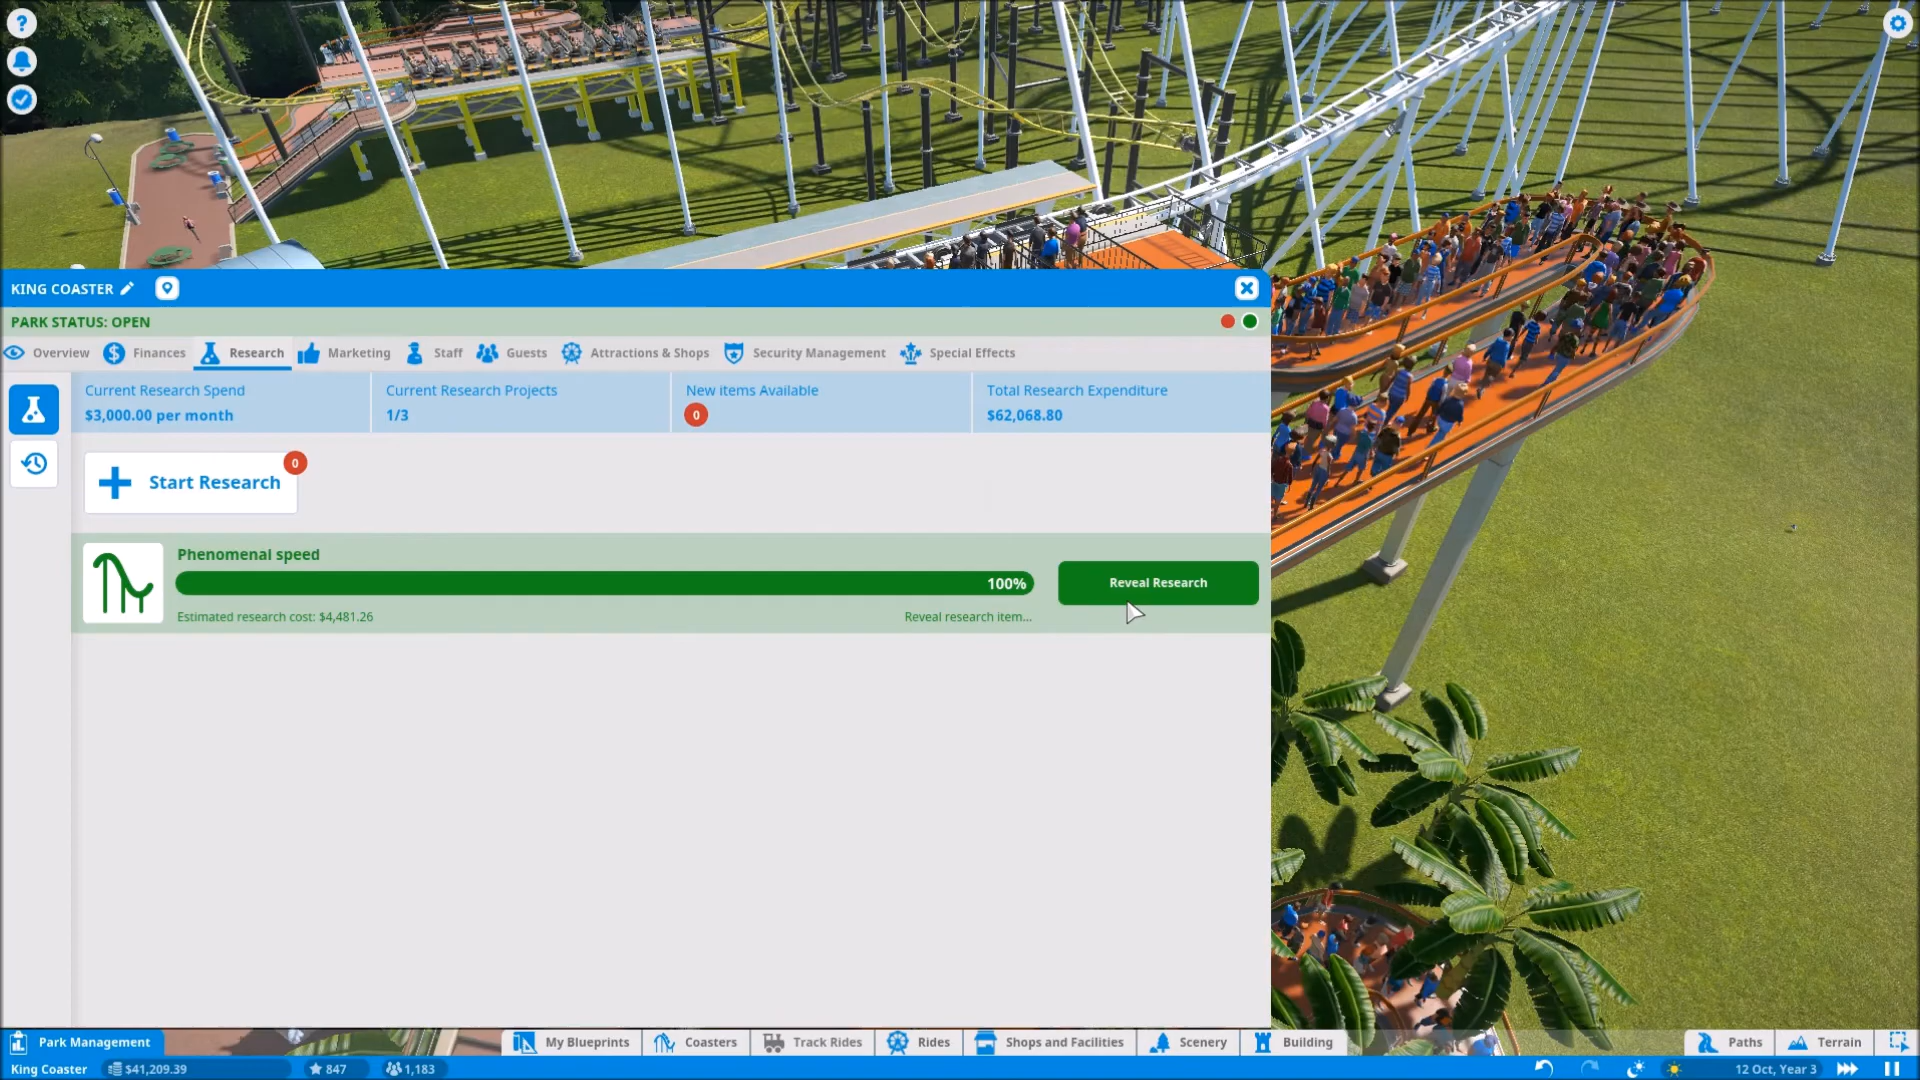 ?
KING COASTER
PARK STATUS: OPEN
Overview Finances Research Marketing Staff Guests Attractions & Shops Security Management Special Effects
Current Research Spend
$3,000.00 per month
Current Research Projects
1/3
New items Available
0
Total Research Expenditure
$62,068.80
Start Research 0
Phenomenal speed
100%
Reveal Research
Estimated research cost: $4,481.26 Reveal research item...
Park Management My Blueprints Coasters Track Rides Rides Shops and Facilities Scenery Building Paths Terrain
King Coaster $41,209.39 847 1,183 12 Oct, Year 3